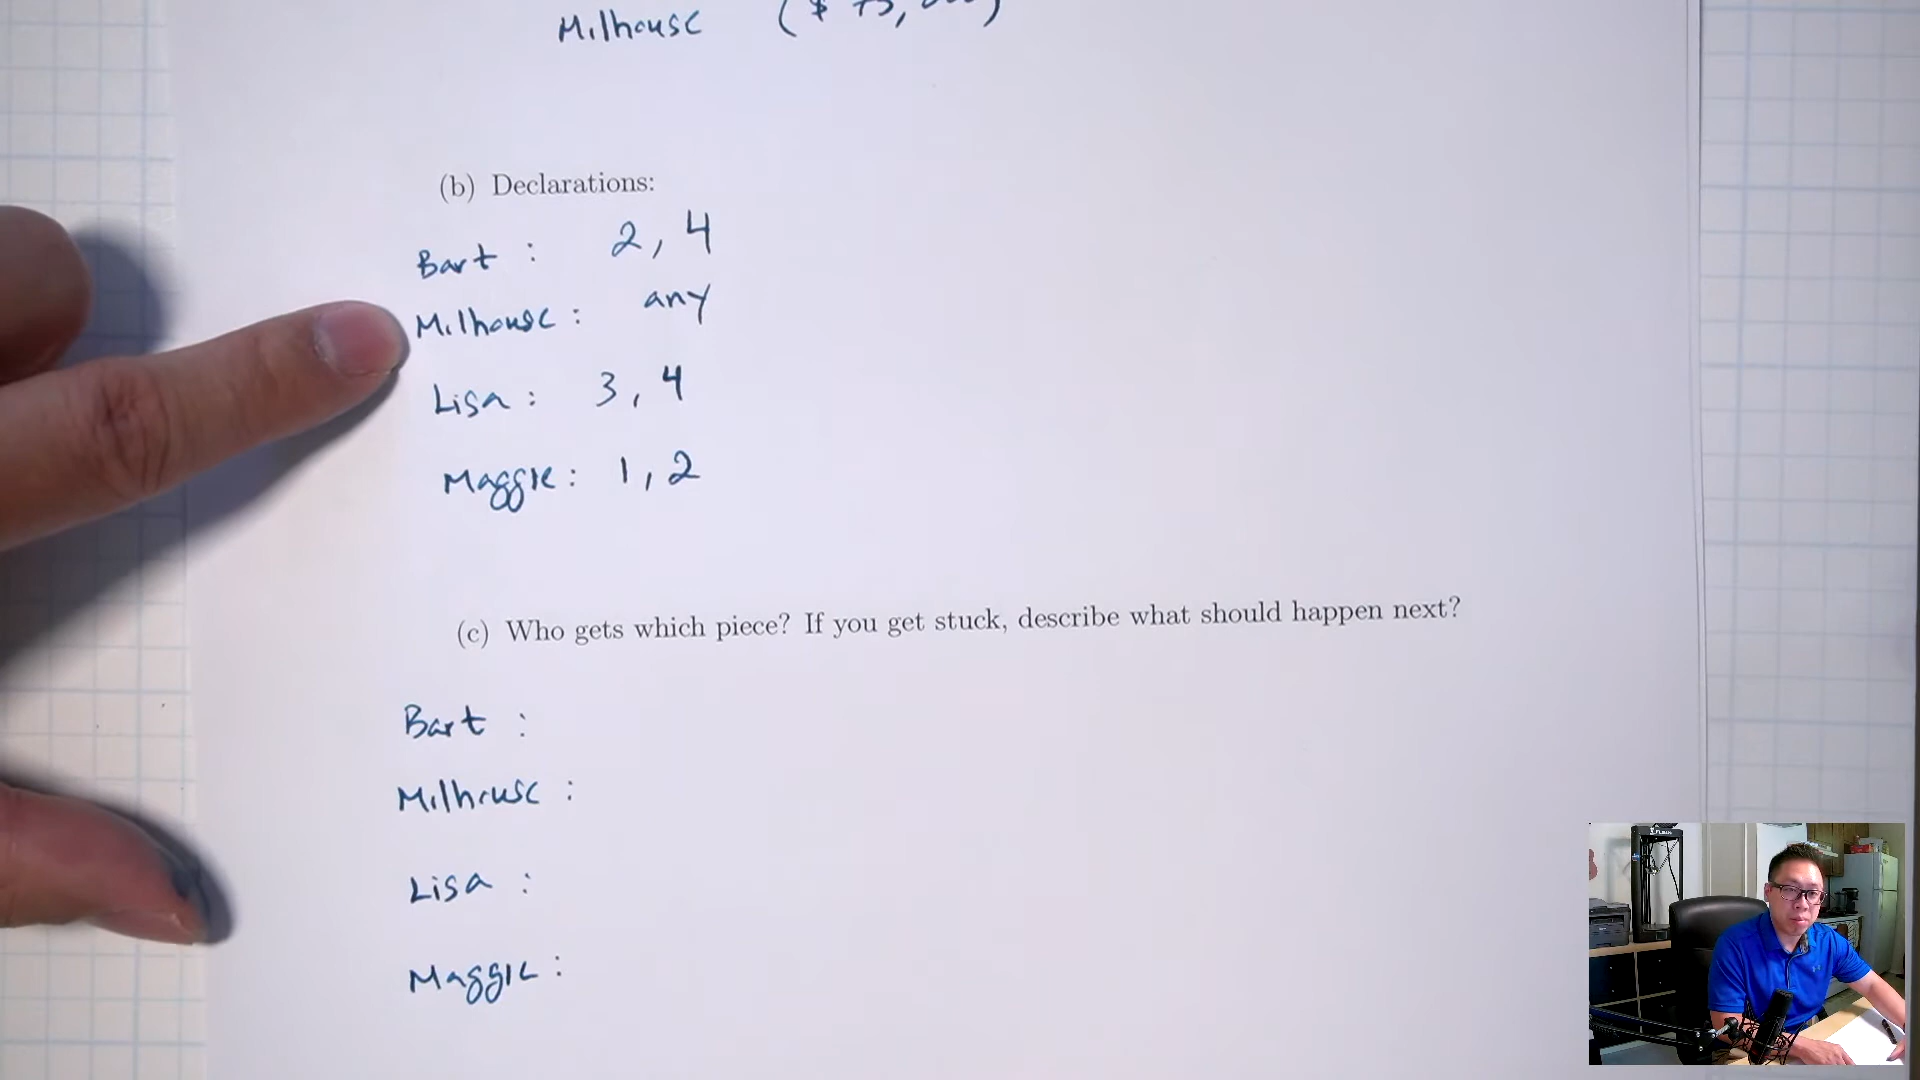 Milhouse ($ 75,
(b) Declarations:
Bart : 2, 4
Milhouse : any
Lisa : 3, 4
Maggie : 1, 2
(c) Who gets which piece? If you get stuck, describe what should happen next?
Bart :
Milhouse :
Lisa :
Maggie :